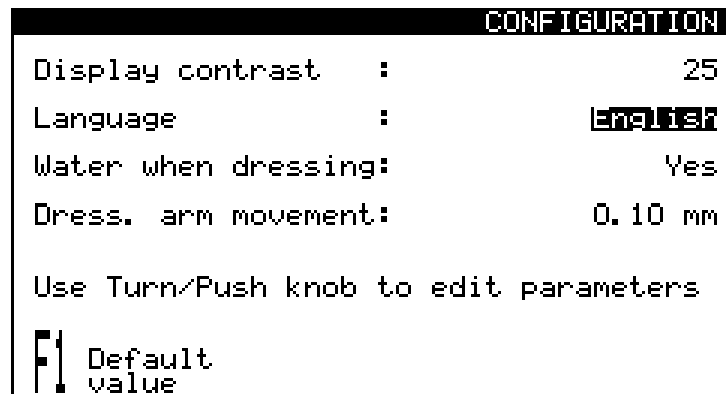 CONFIGURATION
Display contrast : 25
Language : English
Water when dressing: Yes
Dress. arm movement: 0.10 mm
Use Turn/Push knob to edit parameters
F1 Default
value